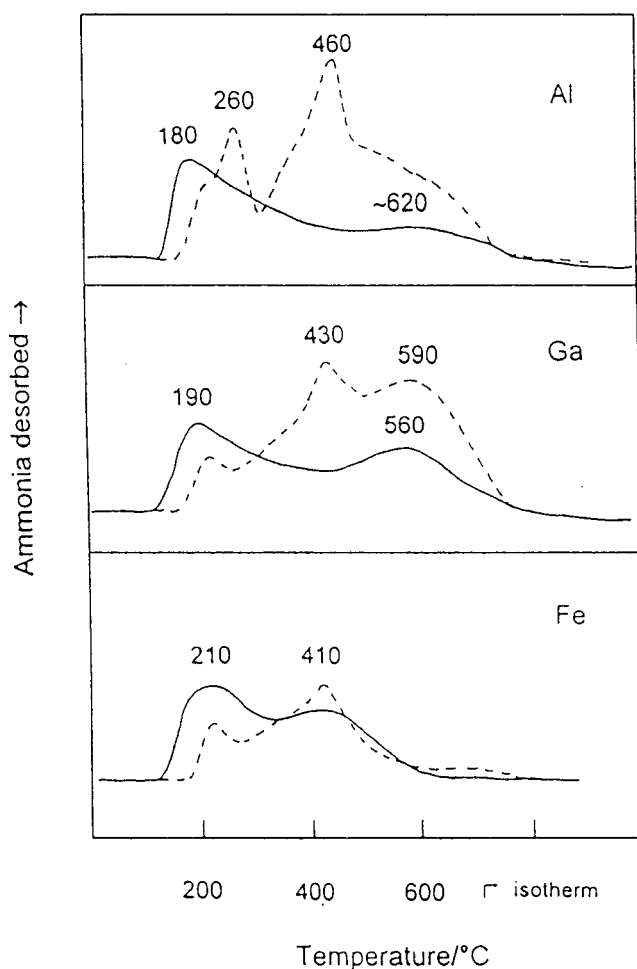 460
Al
260
180
~620
430
590
Ga
190
560
Fe
210
410
Ammonia desorbed →
200 400 600 isotherm
Temperature/°C